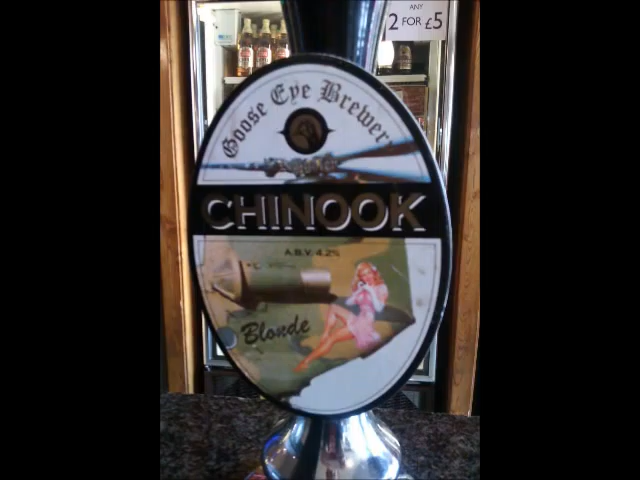 ANY
2 FOR £5
Goose Eye Brewery
CHINOOK
A.B.V. 4.2%
Blonde